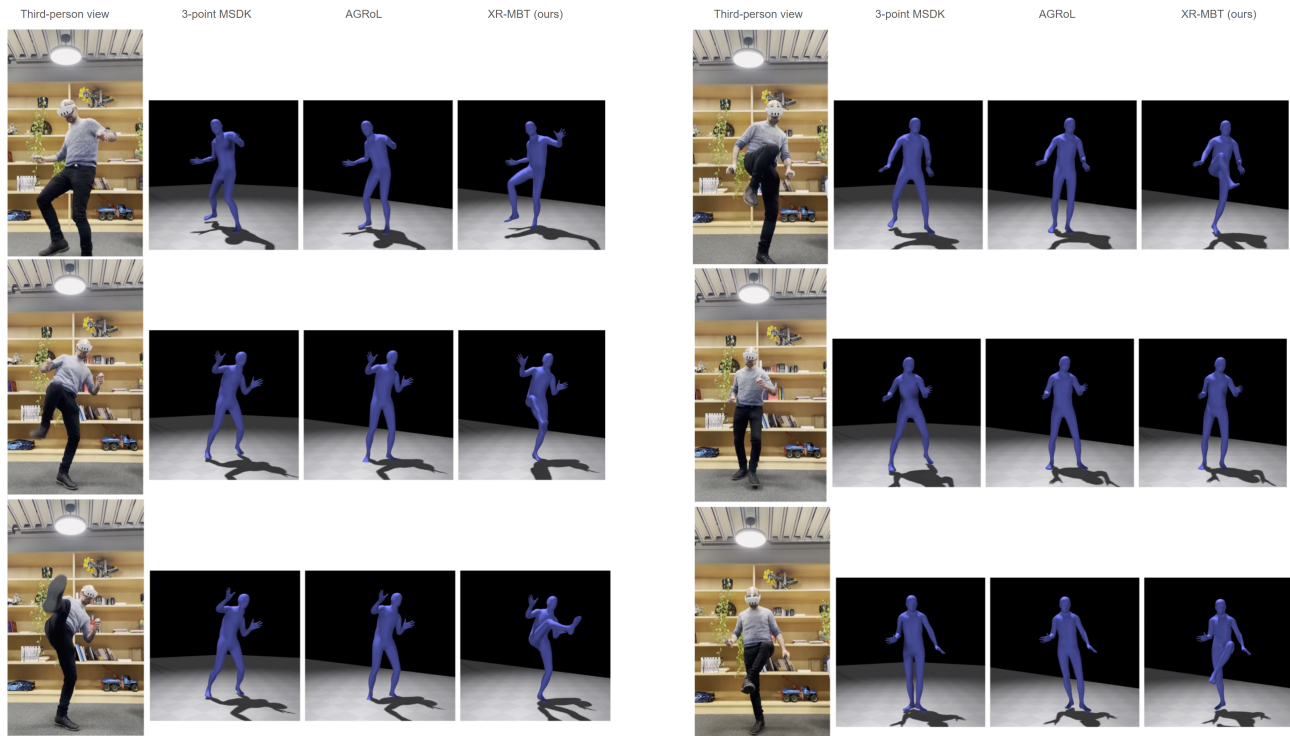 Third-person view 3-point MSDK AGRoL XR-MBT (ours) Third-person view 3-point MSDK AGRoL XR-MBT (ours)